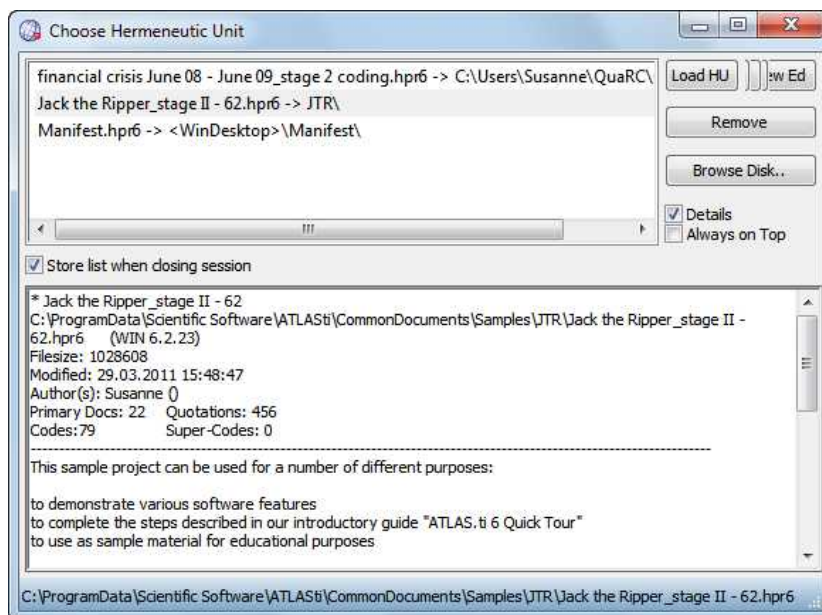 Choose Hermeneutic Unit
financial crisis June 08 - June 09_stage 2 coding.hpr6 -> C:\Users\Susanne\QuaRC\
Jack the Ripper_stage II - 62.hpr6 -> JTR\
Manifest.hpr6 -> <WinDesktop>\Manifest\
Load HU
ew Ed
Remove
Browse Disk..
Details
Always on Top
Store list when closing session
* Jack the Ripper_stage II - 62
C:\ProgramData\Scientific Software\ATLASti\CommonDocuments\Samples\JTR\Jack the Ripper_stage II -
62.hpr6 (WIN 6.2.23)
Filesize: 1028608
Modified: 29.03.2011 15:48:47
Author(s): Susanne ()
Primary Docs: 22 Quotations: 456
Codes:79 Super-Codes: 0
--------------------------------------------------------------------------------
This sample project can be used for a number of different purposes:
to demonstrate various software features
to complete the steps described in our introductory guide "ATLAS.ti 6 Quick Tour"
to use as sample material for educational purposes
C:\ProgramData\Scientific Software\ATLASti\CommonDocuments\Samples\JTR\Jack the Ripper_stage II - 62.hpr6